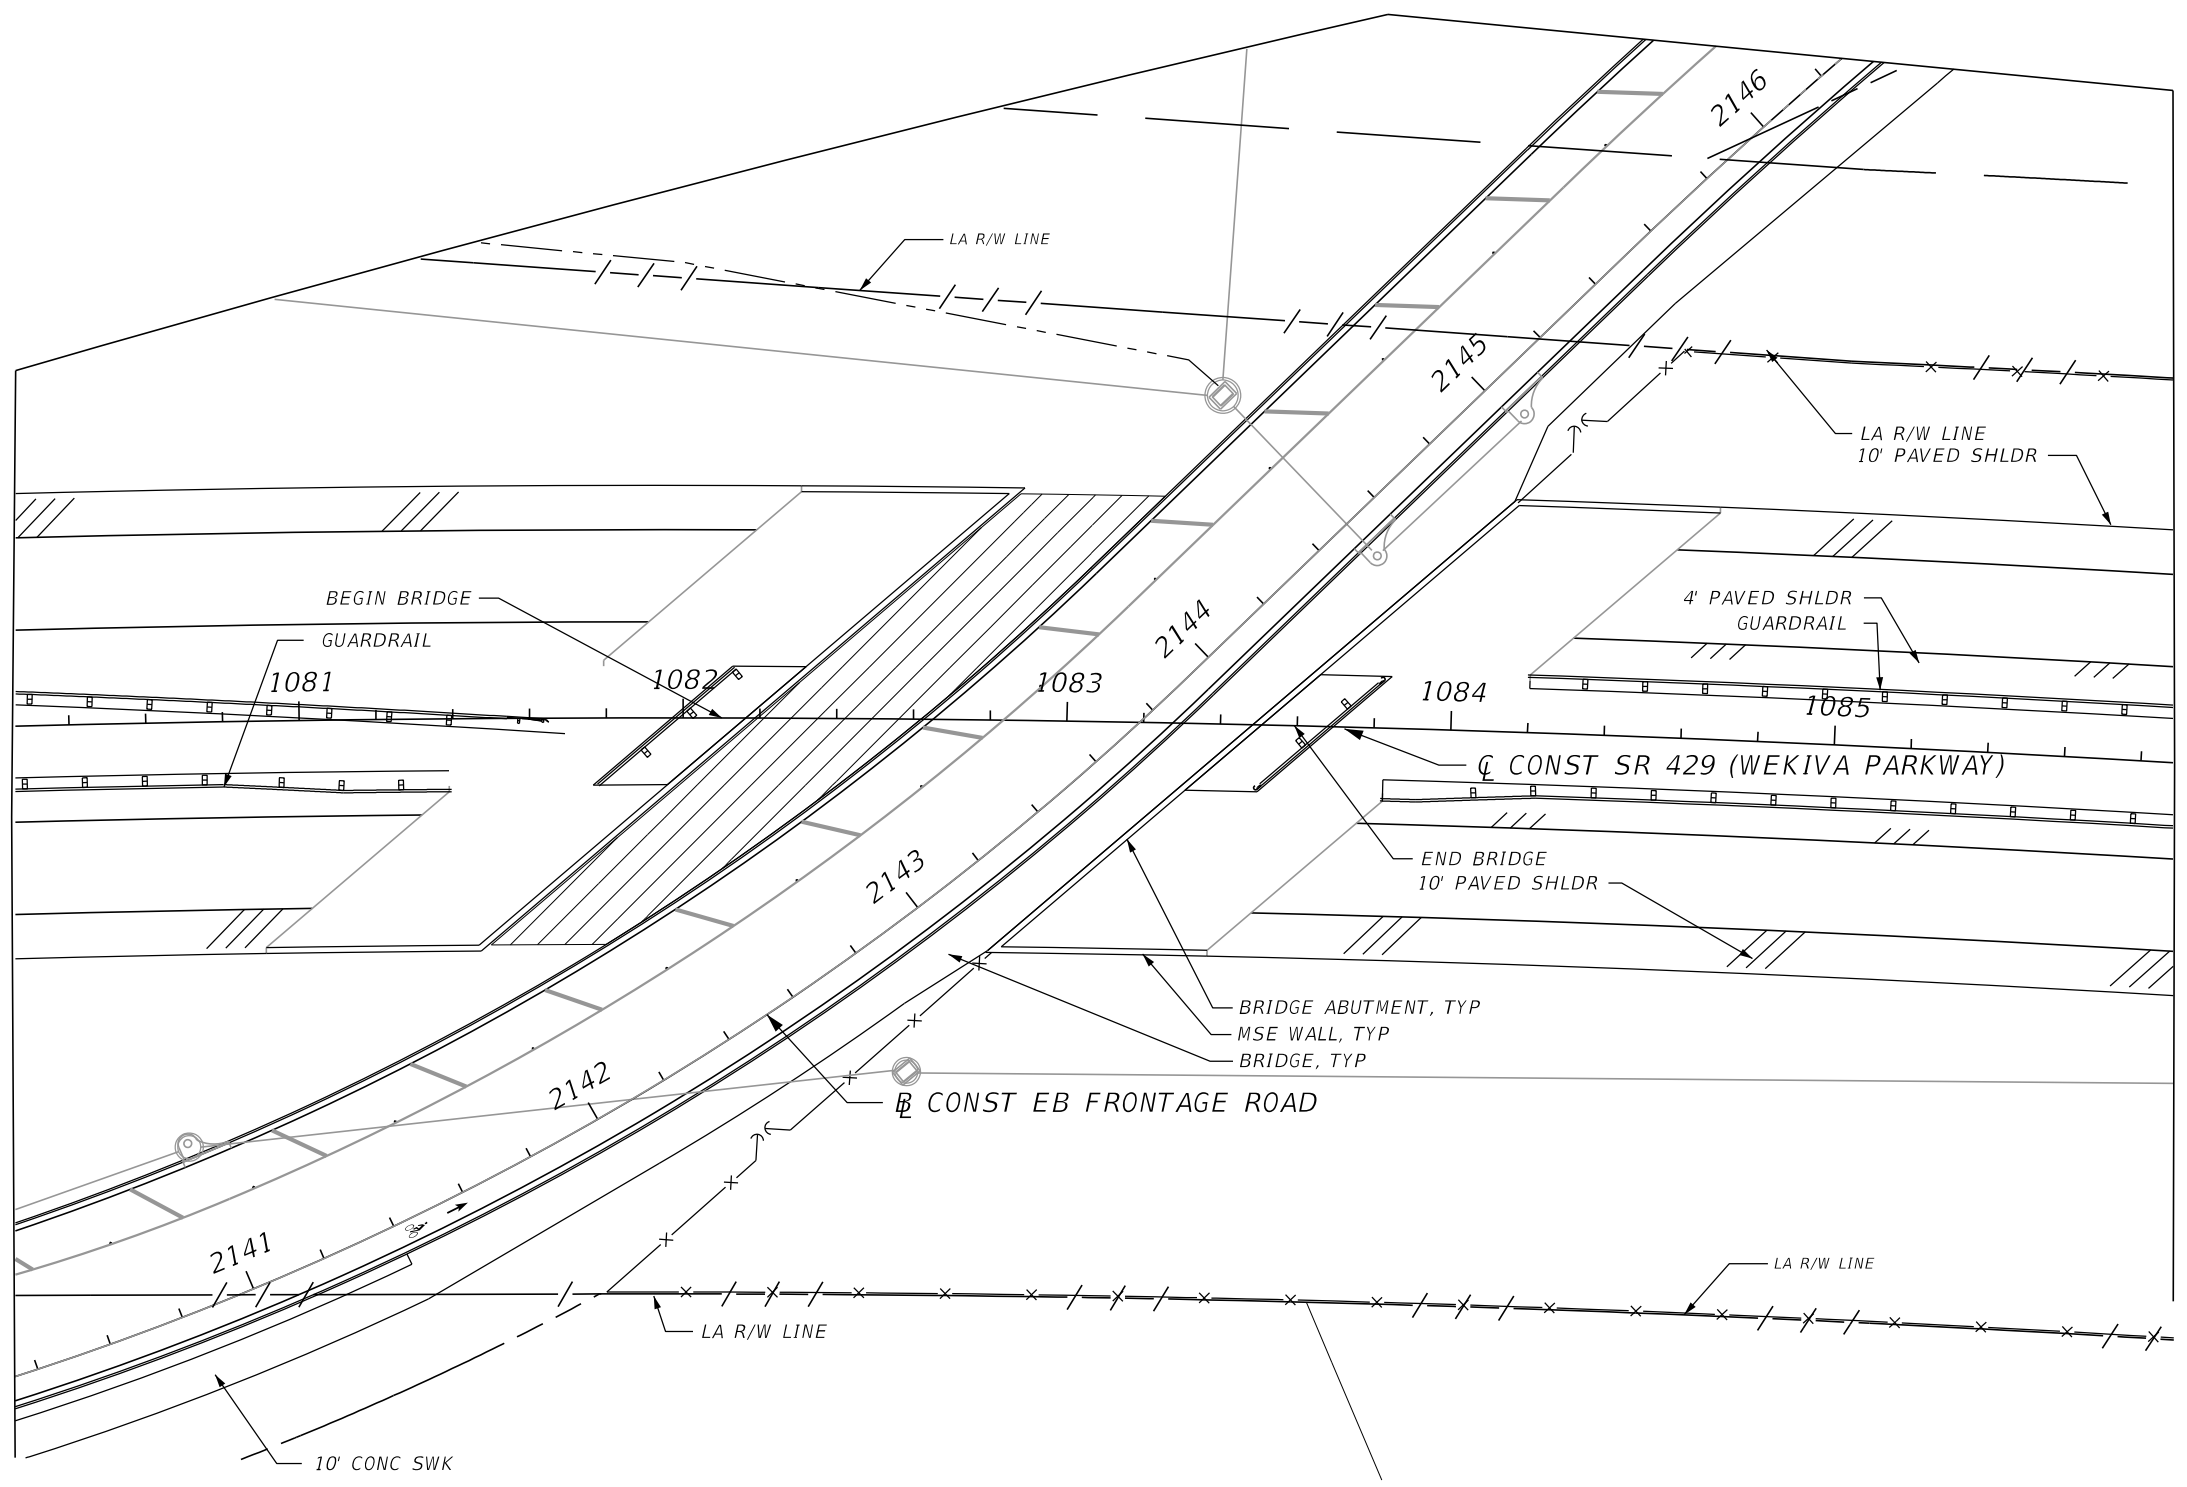 2146
LA R/W LINE
2145
LA R/W LINE
10' PAVED SHLDR
BEGIN BRIDGE
GUARDRAIL
4' PAVED SHLDR
GUARDRAIL
2144
1081
1082
1083
1084
1085
℄ CONST SR 429 (WEKIVA PARKWAY)
END BRIDGE
10' PAVED SHLDR
2143
BRIDGE ABUTMENT, TYP
MSE WALL, TYP
BRIDGE, TYP
2142
BL CONST EB FRONTAGE ROAD
2141
LA R/W LINE
LA R/W LINE
10' CONC SWK